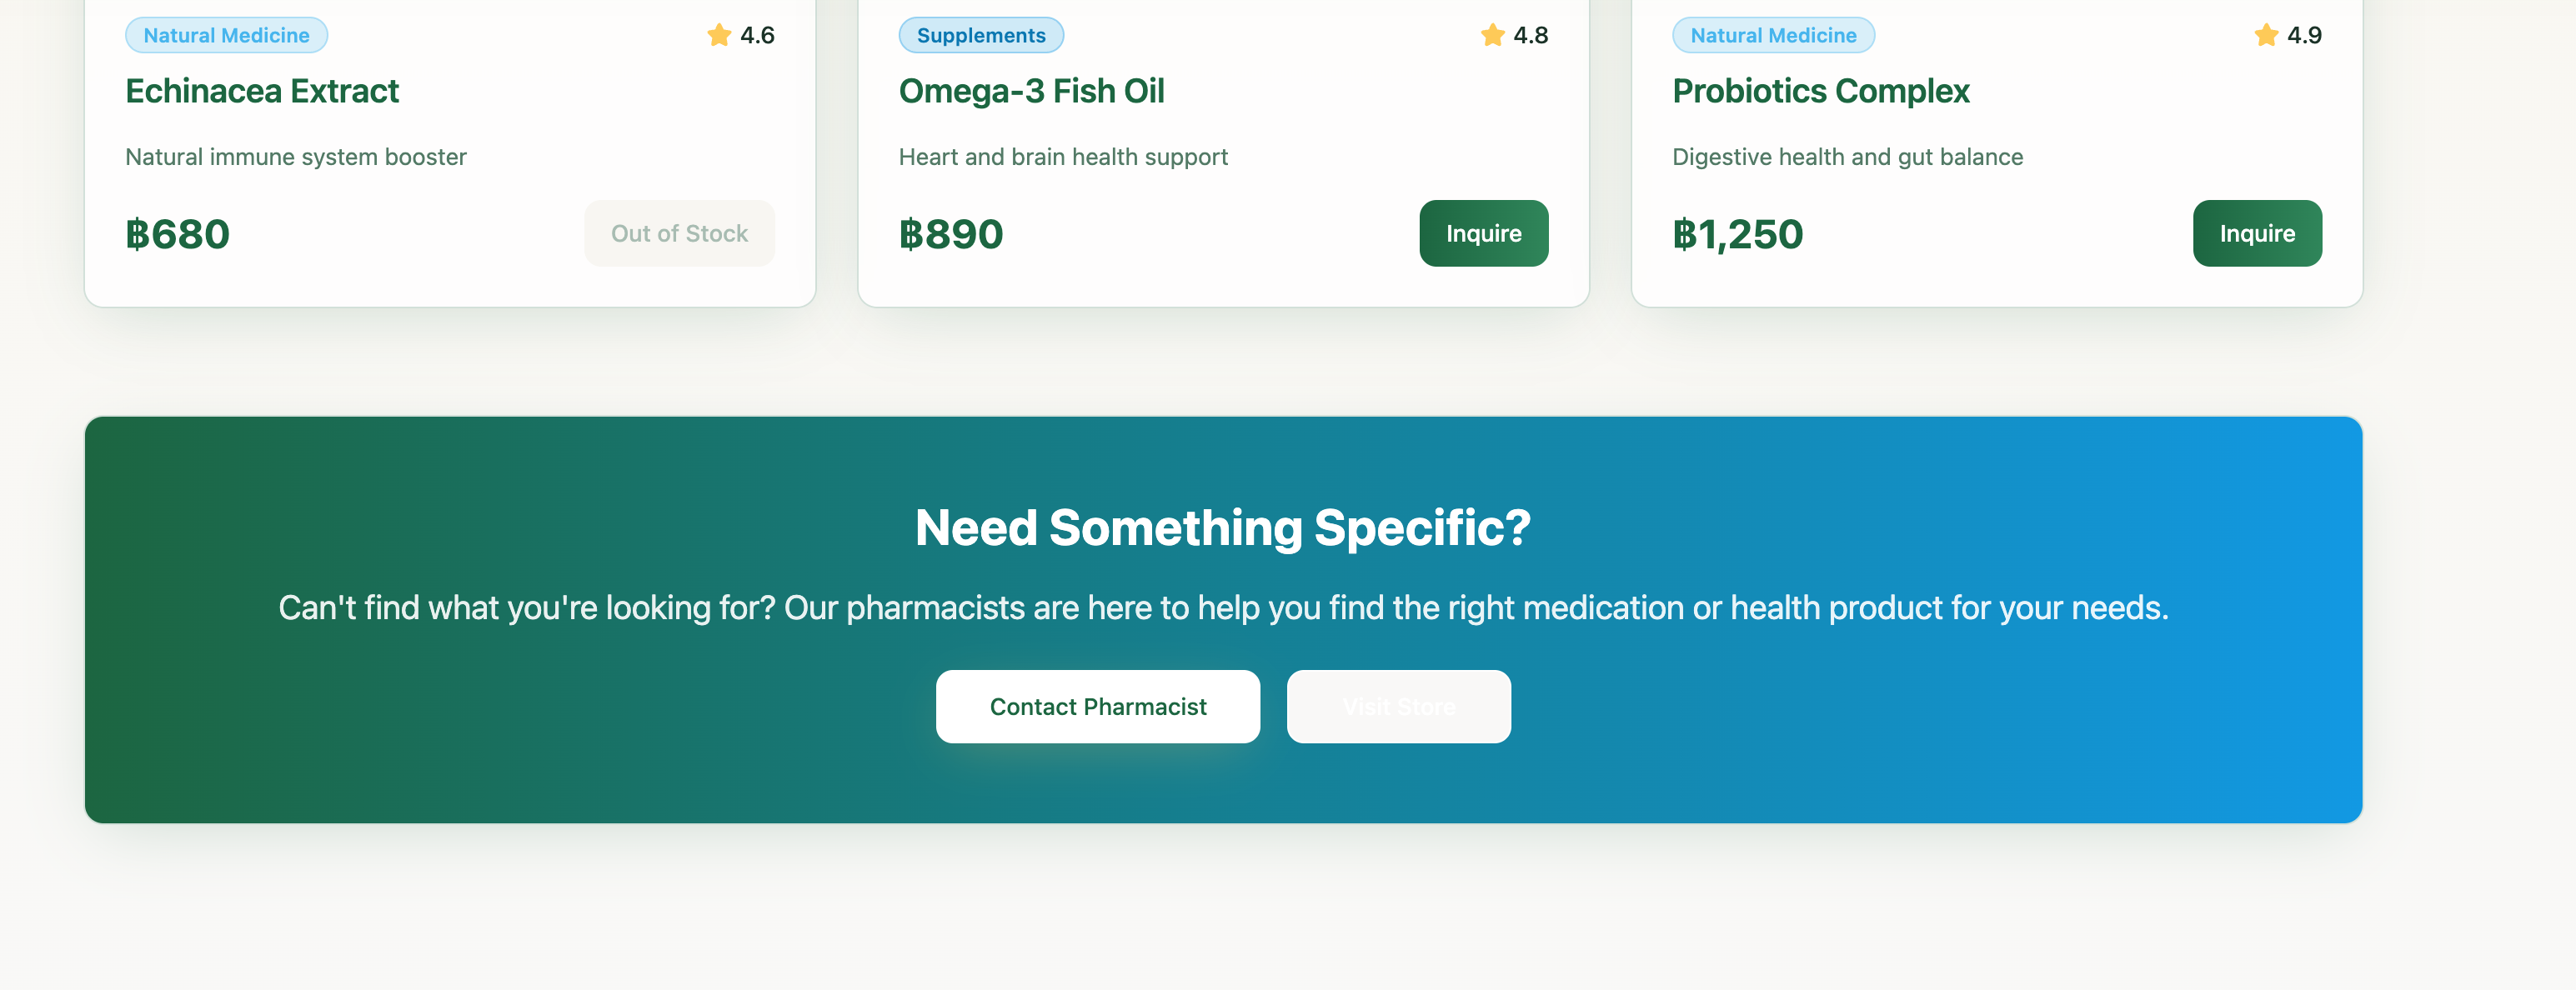 Natural Medicine 4.6
Echinacea Extract
Natural immune system booster
฿680 Out of Stock
Supplements 4.8
Omega-3 Fish Oil
Heart and brain health support
฿890 Inquire
Natural Medicine 4.9
Probiotics Complex
Digestive health and gut balance
฿1,250 Inquire
Need Something Specific?
Can't find what you're looking for? Our pharmacists are here to help you find the right medication or health product for your needs.
Contact Pharmacist Visit Store